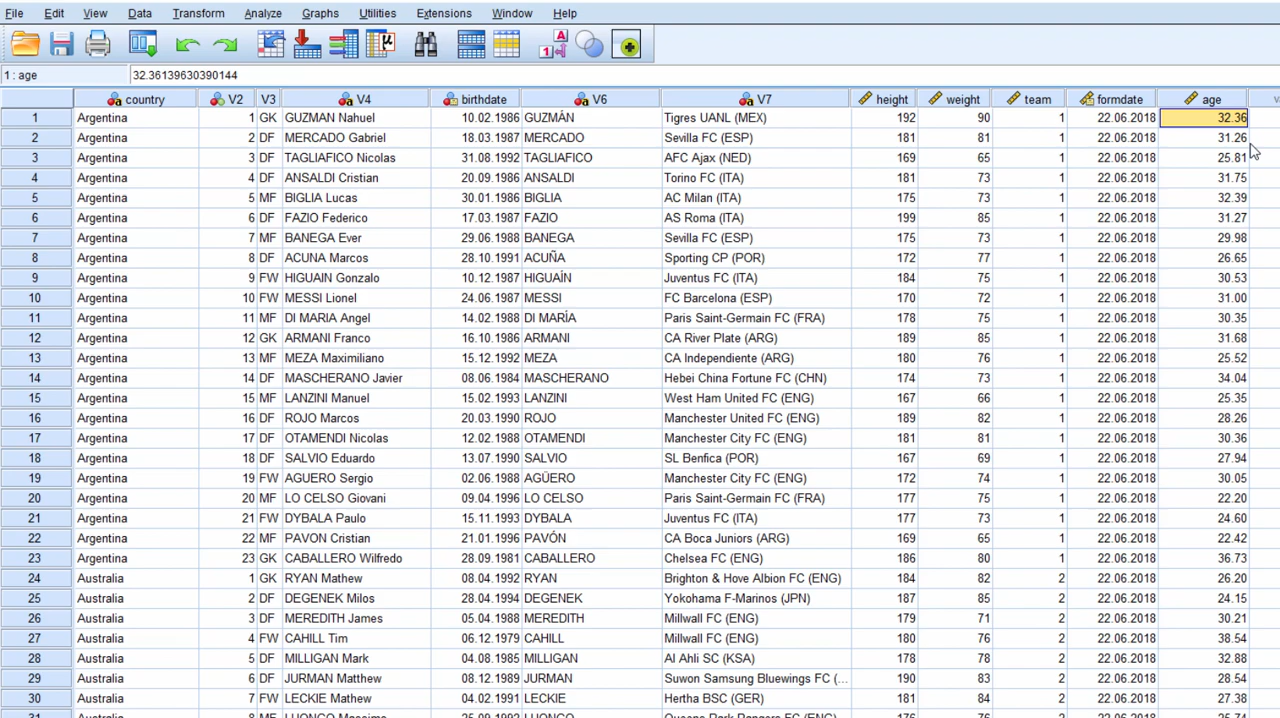 File Edit View Data Transform Analyze Graphs Utilities Extensions Window Help
1 : age 32.36139630390144
country V2 V3 V4 birthdate V6 V7 height weight team formdate age
1 Argentina 1 GK GUZMAN Nahuel 10.02.1986 GUZMÁN Tigres UANL (MEX) 192 90 1 22.06.2018 32.36
2 Argentina 2 DF MERCADO Gabriel 18.03.1987 MERCADO Sevilla FC (ESP) 181 81 1 22.06.2018 31.26
3 Argentina 3 DF TAGLIAFICO Nicolas 31.08.1992 TAGLIAFICO AFC Ajax (NED) 169 65 1 22.06.2018 25.81
4 Argentina 4 DF ANSALDI Cristian 20.09.1986 ANSALDI Torino FC (ITA) 181 73 1 22.06.2018 31.75
5 Argentina 5 MF BIGLIA Lucas 30.01.1986 BIGLIA AC Milan (ITA) 175 73 1 22.06.2018 32.39
6 Argentina 6 DF FAZIO Federico 17.03.1987 FAZIO AS Roma (ITA) 199 85 1 22.06.2018 31.27
7 Argentina 7 MF BANEGA Ever 29.06.1988 BANEGA Sevilla FC (ESP) 175 73 1 22.06.2018 29.98
8 Argentina 8 DF ACUNA Marcos 28.10.1991 ACUÑA Sporting CP (POR) 172 77 1 22.06.2018 26.65
9 Argentina 9 FW HIGUAIN Gonzalo 10.12.1987 HIGUAÍN Juventus FC (ITA) 184 75 1 22.06.2018 30.53
10 Argentina 10 FW MESSI Lionel 24.06.1987 MESSI FC Barcelona (ESP) 170 72 1 22.06.2018 31.00
11 Argentina 11 MF DI MARIA Angel 14.02.1988 DI MARÍA Paris Saint-Germain FC (FRA) 178 75 1 22.06.2018 30.35
12 Argentina 12 GK ARMANI Franco 16.10.1986 ARMANI CA River Plate (ARG) 189 85 1 22.06.2018 31.68
13 Argentina 13 MF MEZA Maximiliano 15.12.1992 MEZA CA Independiente (ARG) 180 76 1 22.06.2018 25.52
14 Argentina 14 DF MASCHERANO Javier 08.06.1984 MASCHERANO Hebei China Fortune FC (CHN) 174 73 1 22.06.2018 34.04
15 Argentina 15 MF LANZINI Manuel 15.02.1993 LANZINI West Ham United FC (ENG) 167 66 1 22.06.2018 25.35
16 Argentina 16 DF ROJO Marcos 20.03.1990 ROJO Manchester United FC (ENG) 189 82 1 22.06.2018 28.26
17 Argentina 17 DF OTAMENDI Nicolas 12.02.1988 OTAMENDI Manchester City FC (ENG) 181 81 1 22.06.2018 30.36
18 Argentina 18 DF SALVIO Eduardo 13.07.1990 SALVIO SL Benfica (POR) 167 69 1 22.06.2018 27.94
19 Argentina 19 FW AGUERO Sergio 02.06.1988 AGÜERO Manchester City FC (ENG) 172 74 1 22.06.2018 30.05
20 Argentina 20 MF LO CELSO Giovani 09.04.1996 LO CELSO Paris Saint-Germain FC (FRA) 177 75 1 22.06.2018 22.20
21 Argentina 21 FW DYBALA Paulo 15.11.1993 DYBALA Juventus FC (ITA) 177 73 1 22.06.2018 24.60
22 Argentina 22 MF PAVON Cristian 21.01.1996 PAVÓN CA Boca Juniors (ARG) 169 65 1 22.06.2018 22.42
23 Argentina 23 GK CABALLERO Wilfredo 28.09.1981 CABALLERO Chelsea FC (ENG) 186 80 1 22.06.2018 36.73
24 Australia 1 GK RYAN Mathew 08.04.1992 RYAN Brighton & Hove Albion FC (ENG) 184 82 2 22.06.2018 26.20
25 Australia 2 DF DEGENEK Milos 28.04.1994 DEGENEK Yokohama F-Marinos (JPN) 187 85 2 22.06.2018 24.15
26 Australia 3 DF MEREDITH James 05.04.1988 MEREDITH Millwall FC (ENG) 179 71 2 22.06.2018 30.21
27 Australia 4 FW CAHILL Tim 06.12.1979 CAHILL Millwall FC (ENG) 180 76 2 22.06.2018 38.54
28 Australia 5 DF MILLIGAN Mark 04.08.1985 MILLIGAN Al Ahli SC (KSA) 178 78 2 22.06.2018 32.88
29 Australia 6 DF JURMAN Matthew 08.12.1989 JURMAN Suwon Samsung Bluewings FC (... 190 83 2 22.06.2018 28.54
30 Australia 7 FW LECKIE Mathew 04.02.1991 LECKIE Hertha BSC (GER) 181 84 2 22.06.2018 27.38